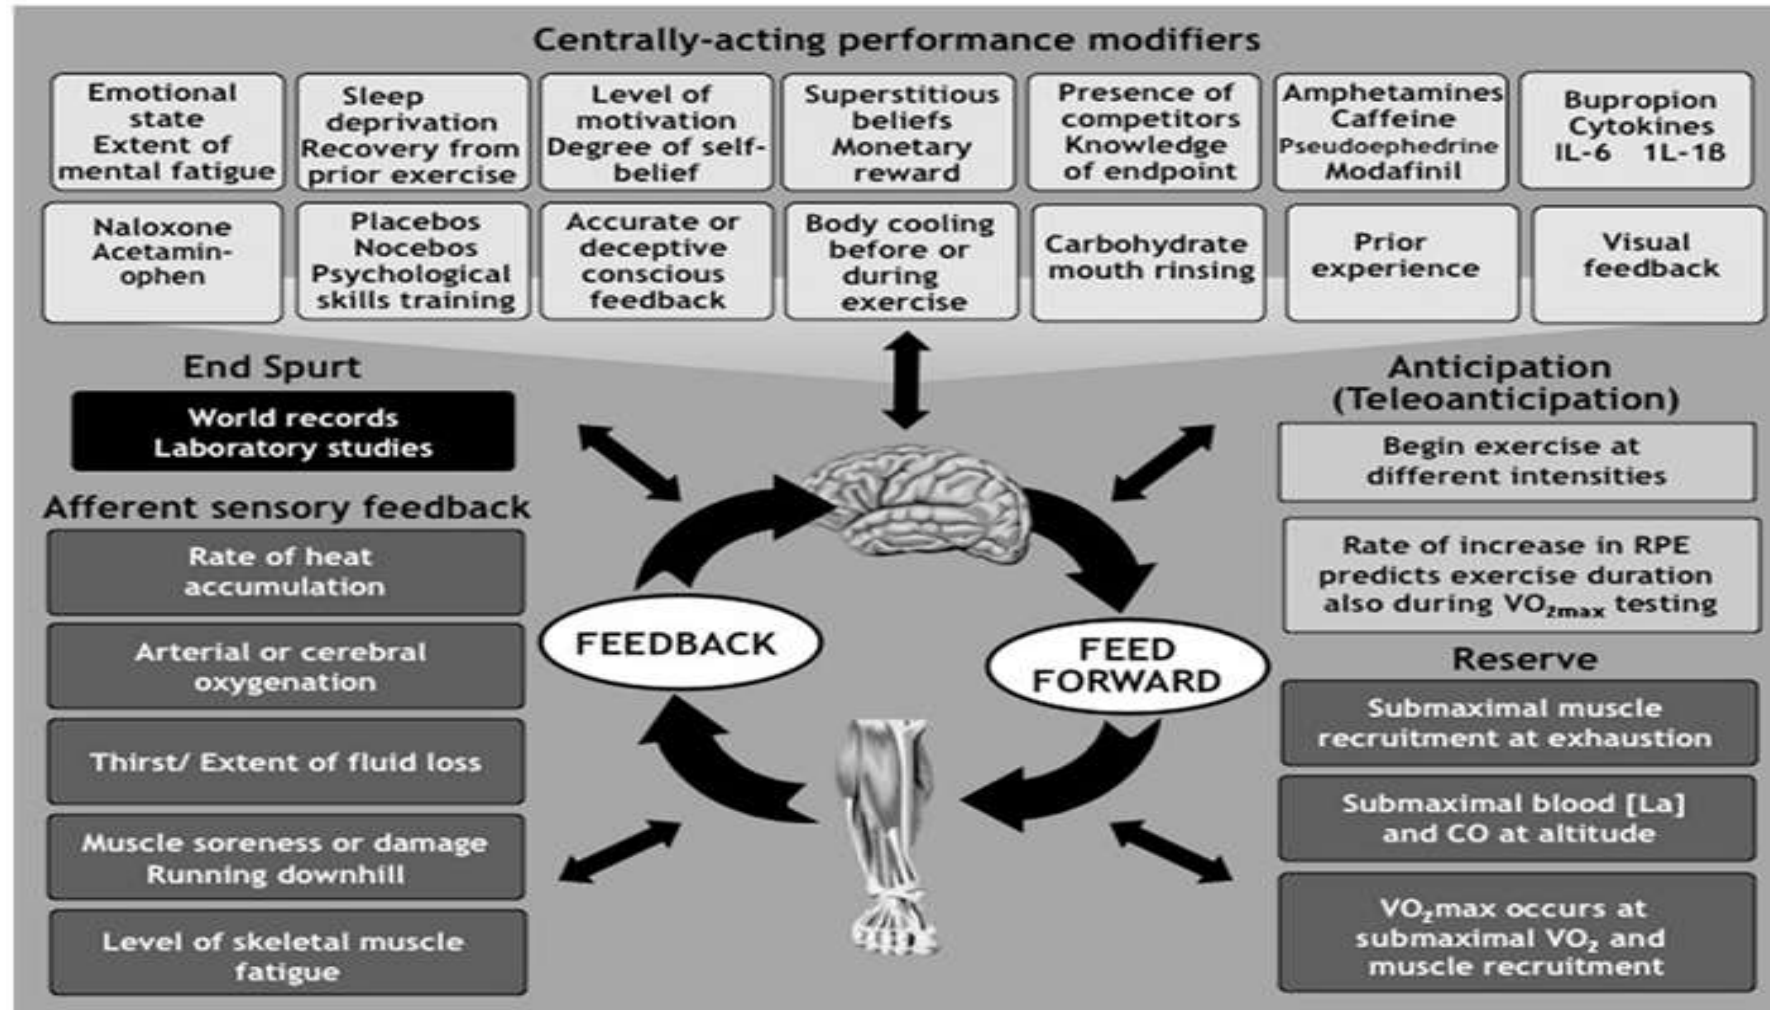 Centrally-acting performance modifiers
Emotional
state
Extent of
mental fatigue
Sleep
deprivation
Recovery from
prior exercise
Level of
motivation
Degree of self-
belief
Superstitious
beliefs
Monetary
reward
Presence of
competitors
Knowledge
of endpoint
Amphetamines
Caffeine
Pseudoephedrine
Modafinil
Bupropion
Cytokines
IL-6 1L-1ß
Naloxone
Acetamin-
ophen
Placebos
Nocebos
Psychological
skills training
Accurate or
deceptive
conscious
feedback
Body cooling
before or
during
exercise
Carbohydrate
mouth rinsing
Prior
experience
Visual
feedback
End Spurt
World records
Laboratory studies
Afferent sensory feedback
Rate of heat
accumulation
Arterial or cerebral
oxygenation
Thirst/ Extent of fluid loss
Muscle soreness or damage
Running downhill
Level of skeletal muscle
fatigue
FEEDBACK
FEED
FORWARD
Anticipation
(Teleoanticipation)
Begin exercise at
different intensities
Rate of increase in RPE
predicts exercise duration
also during VO₂max testing
Reserve
Submaximal muscle
recruitment at exhaustion
Submaximal blood [La]
and CO at altitude
VO₂max occurs at
submaximal VO₂ and
muscle recruitment